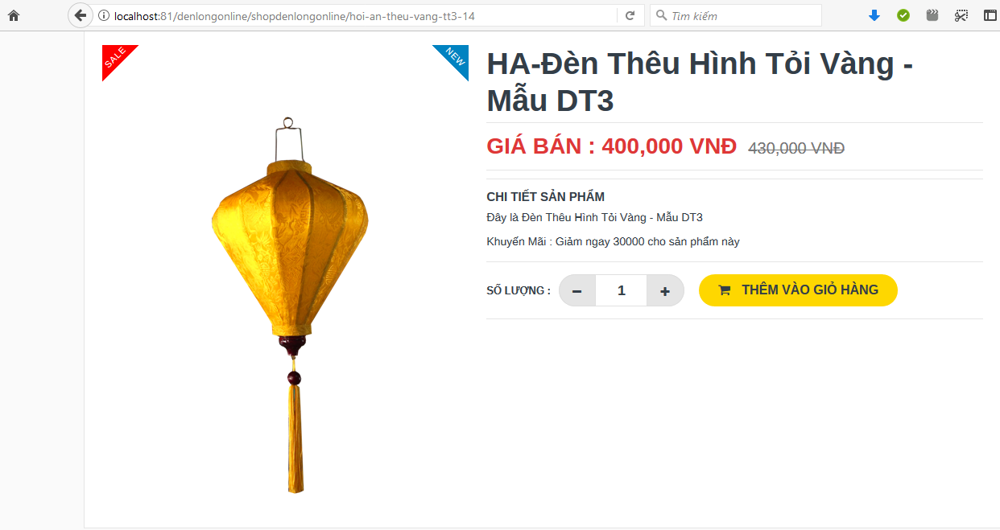 localhost:81/denlongonline/shopdenlongonline/hoi-an-theu-vang-tt3-14
Tìm kiếm
SALE
NEW
HA-Đèn Thêu Hình Tỏi Vàng -
Mẫu DT3
GIÁ BÁN : 400,000 VNĐ 430,000 VNĐ
CHI TIẾT SẢN PHẨM
Đây là Đèn Thêu Hình Tỏi Vàng - Mẫu DT3
Khuyến Mãi : Giảm ngay 30000 cho sản phẩm này
SỐ LƯỢNG : − 1 + THÊM VÀO GIỎ HÀNG